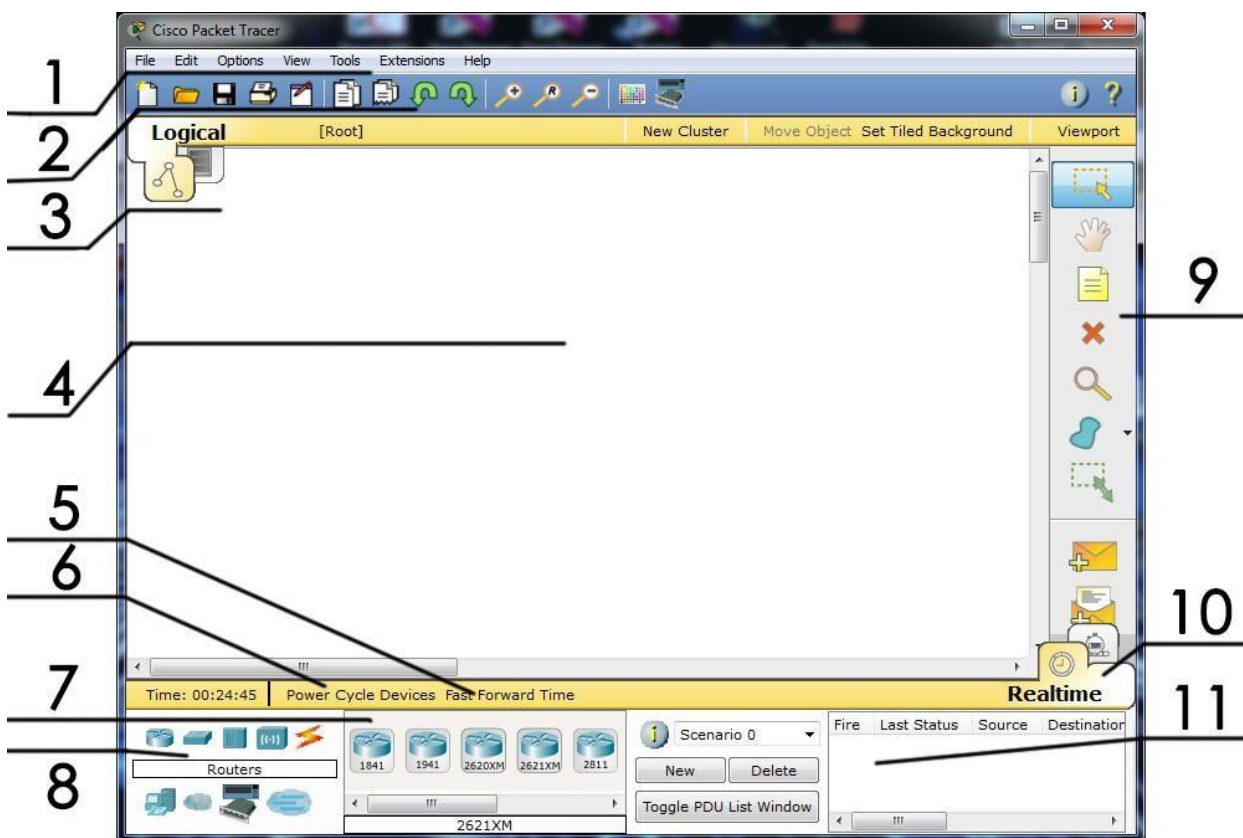 Cisco Packet Tracer
File Edit Options View Tools Extensions Help
1
2
3
4
5
6
7
8
9
10
11
R
i ?
Logical [Root] New Cluster Move Object Set Tiled Background Viewport
Time: 00:24:45 Power Cycle Devices Fast Forward Time Realtime
Routers
1841 1941 2620XM 2621XM 2811
2621XM
i Scenario 0
New Delete
Toggle PDU List Window
Fire Last Status Source Destination